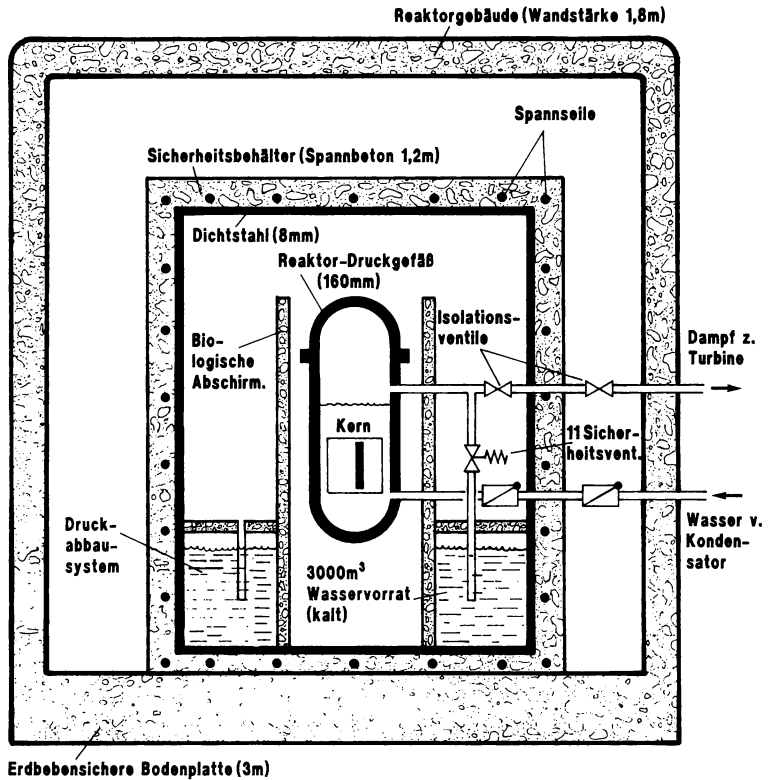 Reaktorgebäude (Wandstärke 1,8m)
Spannseile
Sicherheitsbehälter (Spannbeton 1,2m)
Dichtstahl (8mm)
Reaktor-Druckgefäß
(160mm)
Bio-
logische
Abschirm.
Isolations-
ventile
Dampf z.
Turbine
Kern
11 Sicher-
heitsvent.
Druck-
abbau-
system
3000m³
Wasservorrat
(kalt)
Wasser v.
Konden-
sator
Erdbebensichere Bodenplatte (3m)